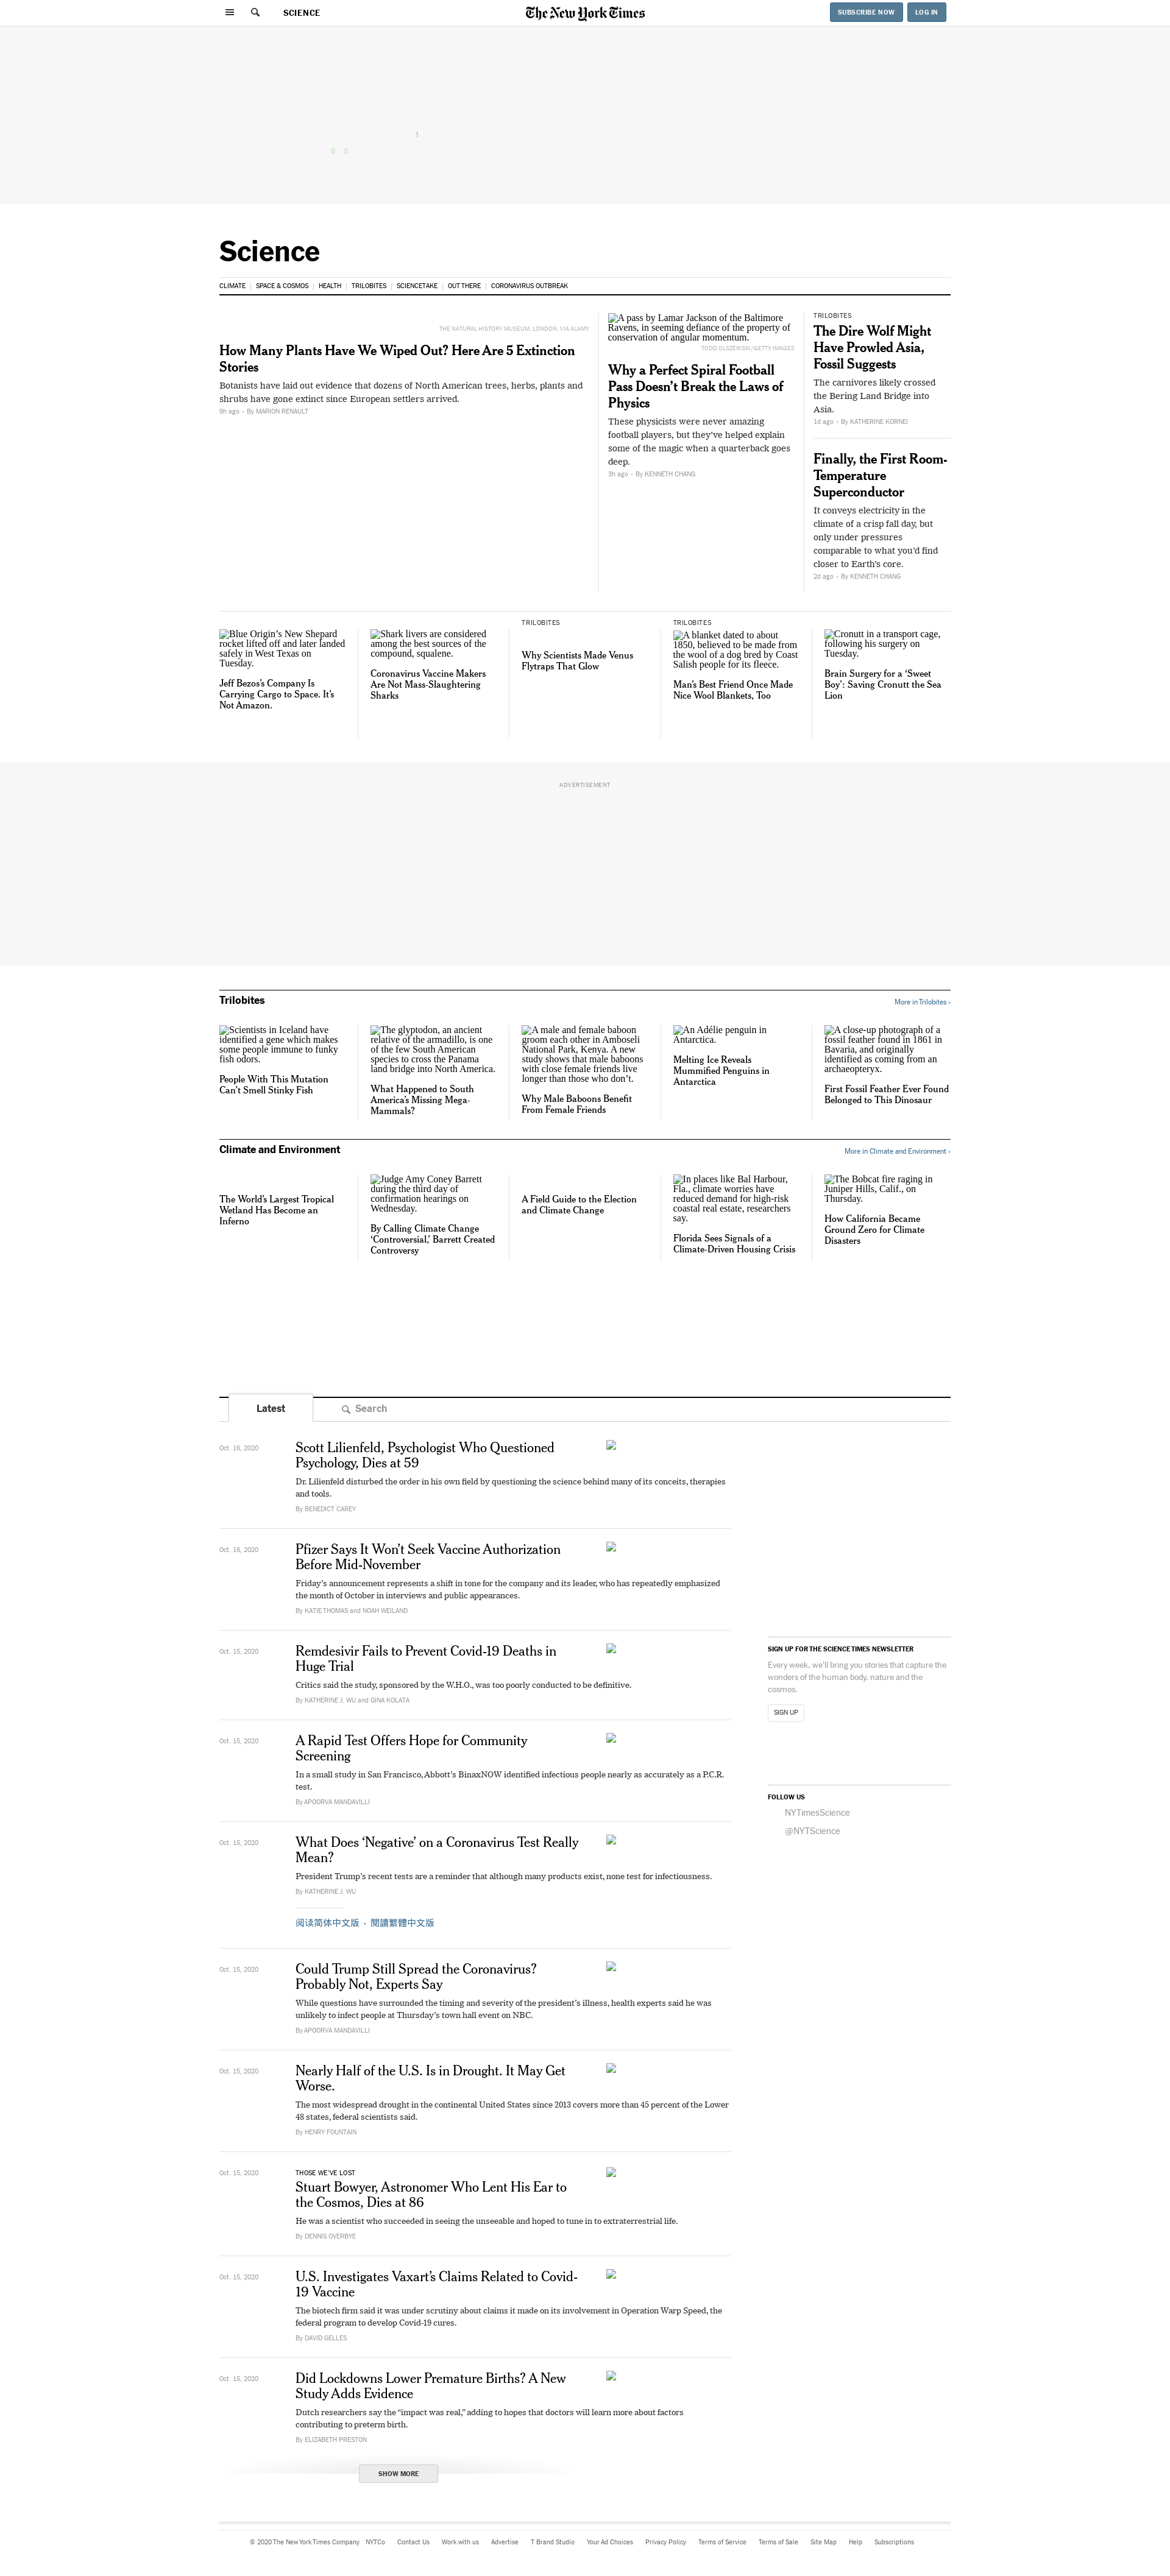 SCIENCE
The New York Times
SUBSCRIBE NOW
LOG IN
1
0 0
Science
CLIMATE
SPACE & COSMOS
HEALTH
TRILOBITES
SCIENCETAKE
OUT THERE
CORONAVIRUS OUTBREAK
THE NATURAL HISTORY MUSEUM, LONDON, VIA ALAMY
How Many Plants Have We Wiped Out? Here Are 5 Extinction
Stories
Botanists have laid out evidence that dozens of North American trees, herbs, plants and
shrubs have gone extinct since European settlers arrived.
9h ago · By MARION RENAULT
A pass by Lamar Jackson of the Baltimore
Ravens, in seeming defiance of the property of
conservation of angular momentum.
TODD OLSZEWSKI/GETTY IMAGES
Why a Perfect Spiral Football
Pass Doesn’t Break the Laws of
Physics
These physicists were never amazing
football players, but they’ve helped explain
some of the magic when a quarterback goes
deep.
3h ago · By KENNETH CHANG
TRILOBITES
The Dire Wolf Might
Have Prowled Asia,
Fossil Suggests
The carnivores likely crossed
the Bering Land Bridge into
Asia.
1d ago · By KATHERINE KORNEI
Finally, the First Room-
Temperature
Superconductor
It conveys electricity in the
climate of a crisp fall day, but
only under pressures
comparable to what you’d find
closer to Earth’s core.
2d ago · By KENNETH CHANG
Blue Origin’s New Shepard
rocket lifted off and later landed
safely in West Texas on
Tuesday.
Jeff Bezos’s Company Is
Carrying Cargo to Space. It’s
Not Amazon.
Shark livers are considered
among the best sources of the
compound, squalene.
Coronavirus Vaccine Makers
Are Not Mass-Slaughtering
Sharks
TRILOBITES
Why Scientists Made Venus
Flytraps That Glow
TRILOBITES
A blanket dated to about
1850, believed to be made from
the wool of a dog bred by Coast
Salish people for its fleece.
Man’s Best Friend Once Made
Nice Wool Blankets, Too
Cronutt in a transport cage,
following his surgery on
Tuesday.
Brain Surgery for a ‘Sweet
Boy’: Saving Cronutt the Sea
Lion
ADVERTISEMENT
Trilobites
More in Trilobites ›
Scientists in Iceland have
identified a gene which makes
some people immune to funky
fish odors.
People With This Mutation
Can’t Smell Stinky Fish
The glyptodon, an ancient
relative of the armadillo, is one
of the few South American
species to cross the Panama
land bridge into North America.
What Happened to South
America’s Missing Mega-
Mammals?
A male and female baboon
groom each other in Amboseli
National Park, Kenya. A new
study shows that male baboons
with close female friends live
longer than those who don’t.
Why Male Baboons Benefit
From Female Friends
An Adélie penguin in
Antarctica.
Melting Ice Reveals
Mummified Penguins in
Antarctica
A close-up photograph of a
fossil feather found in 1861 in
Bavaria, and originally
identified as coming from an
archaeopteryx.
First Fossil Feather Ever Found
Belonged to This Dinosaur
Climate and Environment
More in Climate and Environment ›
The World’s Largest Tropical
Wetland Has Become an
Inferno
Judge Amy Coney Barrett
during the third day of
confirmation hearings on
Wednesday.
By Calling Climate Change
‘Controversial,’ Barrett Created
Controversy
A Field Guide to the Election
and Climate Change
In places like Bal Harbour,
Fla., climate worries have
reduced demand for high-risk
coastal real estate, researchers
say.
Florida Sees Signals of a
Climate-Driven Housing Crisis
The Bobcat fire raging in
Juniper Hills, Calif., on
Thursday.
How California Became
Ground Zero for Climate
Disasters
Latest
Search
Oct. 16, 2020
Scott Lilienfeld, Psychologist Who Questioned
Psychology, Dies at 59
Dr. Lilienfeld disturbed the order in his own field by questioning the science behind many of its conceits, therapies
and tools.
By BENEDICT CAREY
Oct. 16, 2020
Pfizer Says It Won’t Seek Vaccine Authorization
Before Mid-November
Friday’s announcement represents a shift in tone for the company and its leader, who has repeatedly emphasized
the month of October in interviews and public appearances.
By KATIE THOMAS and NOAH WEILAND
Oct. 15, 2020
Remdesivir Fails to Prevent Covid-19 Deaths in
Huge Trial
Critics said the study, sponsored by the W.H.O., was too poorly conducted to be definitive.
By KATHERINE J. WU and GINA KOLATA
Oct. 15, 2020
A Rapid Test Offers Hope for Community
Screening
In a small study in San Francisco, Abbott’s BinaxNOW identified infectious people nearly as accurately as a P.C.R.
test.
By APOORVA MANDAVILLI
Oct. 15, 2020
What Does ‘Negative’ on a Coronavirus Test Really
Mean?
President Trump’s recent tests are a reminder that although many products exist, none test for infectiousness.
By KATHERINE J. WU
阅读简体中文版 · 閱讀繁體中文版
Oct. 15, 2020
Could Trump Still Spread the Coronavirus?
Probably Not, Experts Say
While questions have surrounded the timing and severity of the president’s illness, health experts said he was
unlikely to infect people at Thursday’s town hall event on NBC.
By APOORVA MANDAVILLI
Oct. 15, 2020
Nearly Half of the U.S. Is in Drought. It May Get
Worse.
The most widespread drought in the continental United States since 2013 covers more than 45 percent of the Lower
48 states, federal scientists said.
By HENRY FOUNTAIN
Oct. 15, 2020
THOSE WE’VE LOST
Stuart Bowyer, Astronomer Who Lent His Ear to
the Cosmos, Dies at 86
He was a scientist who succeeded in seeing the unseeable and hoped to tune in to extraterrestrial life.
By DENNIS OVERBYE
Oct. 15, 2020
U.S. Investigates Vaxart’s Claims Related to Covid-
19 Vaccine
The biotech firm said it was under scrutiny about claims it made on its involvement in Operation Warp Speed, the
federal program to develop Covid-19 cures.
By DAVID GELLES
Oct. 15, 2020
Did Lockdowns Lower Premature Births? A New
Study Adds Evidence
Dutch researchers say the “impact was real,” adding to hopes that doctors will learn more about factors
contributing to preterm birth.
By ELIZABETH PRESTON
SHOW MORE
SIGN UP FOR THE SCIENCE TIMES NEWSLETTER
Every week, we’ll bring you stories that capture the
wonders of the human body, nature and the
cosmos.
SIGN UP
FOLLOW US
NYTimesScience
@NYTScience
© 2020 The New York Times Company
NYTCo
Contact Us
Work with us
Advertise
T Brand Studio
Your Ad Choices
Privacy Policy
Terms of Service
Terms of Sale
Site Map
Help
Subscriptions